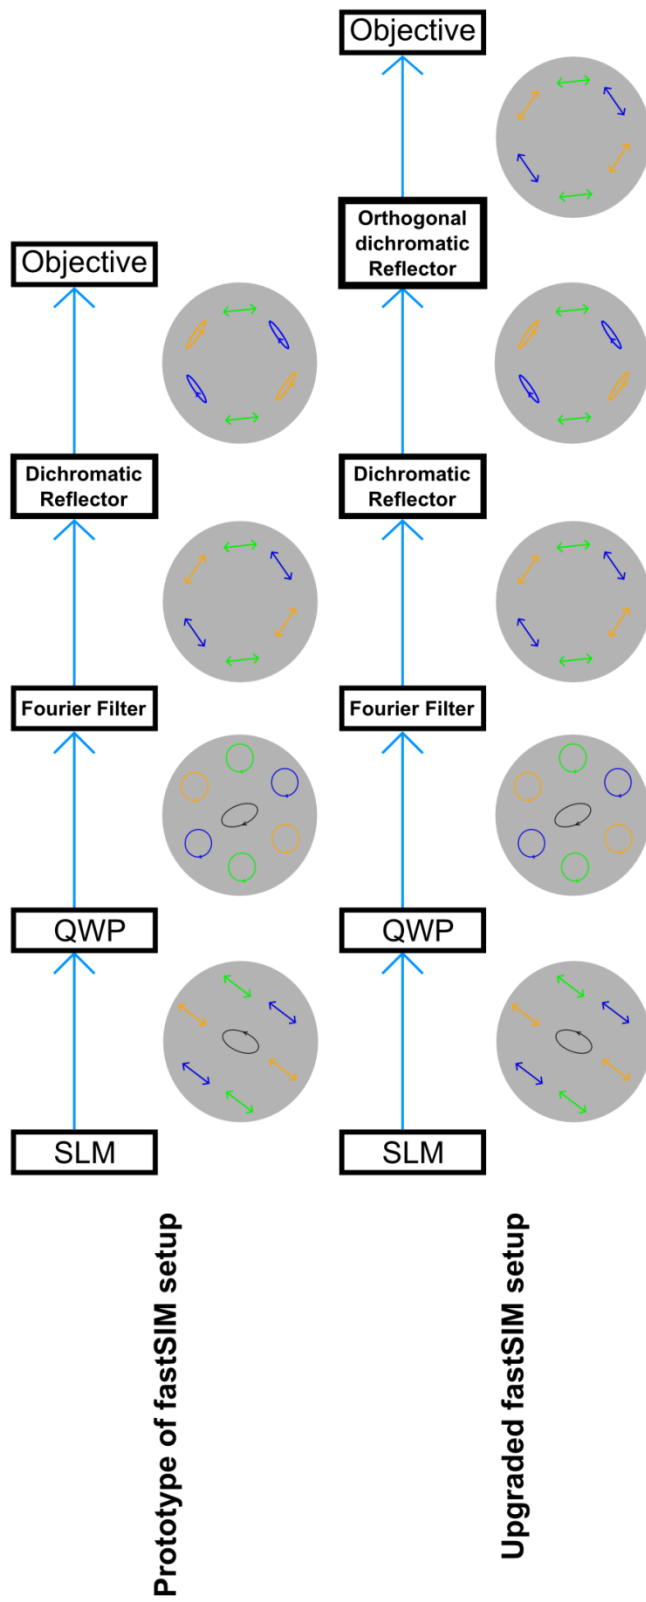 Objective
Orthogonal
dichromatic
Reflector
Objective
Dichromatic
Reflector
Dichromatic
Reflector
Fourier Filter
Fourier Filter
QWP
QWP
SLM
SLM
Prototype of fastSIM setup
Upgraded fastSIM setup